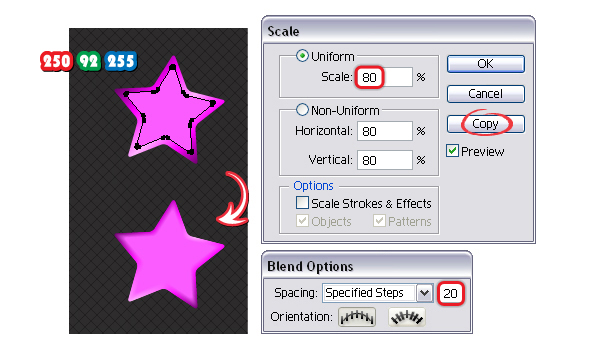 250 92 255
Scale
Uniform
Scale: 80 %
OK
Cancel
Copy
Preview
Non-Uniform
Horizontal: 80 %
Vertical: 80 %
Options
Scale Strokes & Effects
Objects Patterns
Blend Options
Spacing: Specified Steps 20
Orientation: